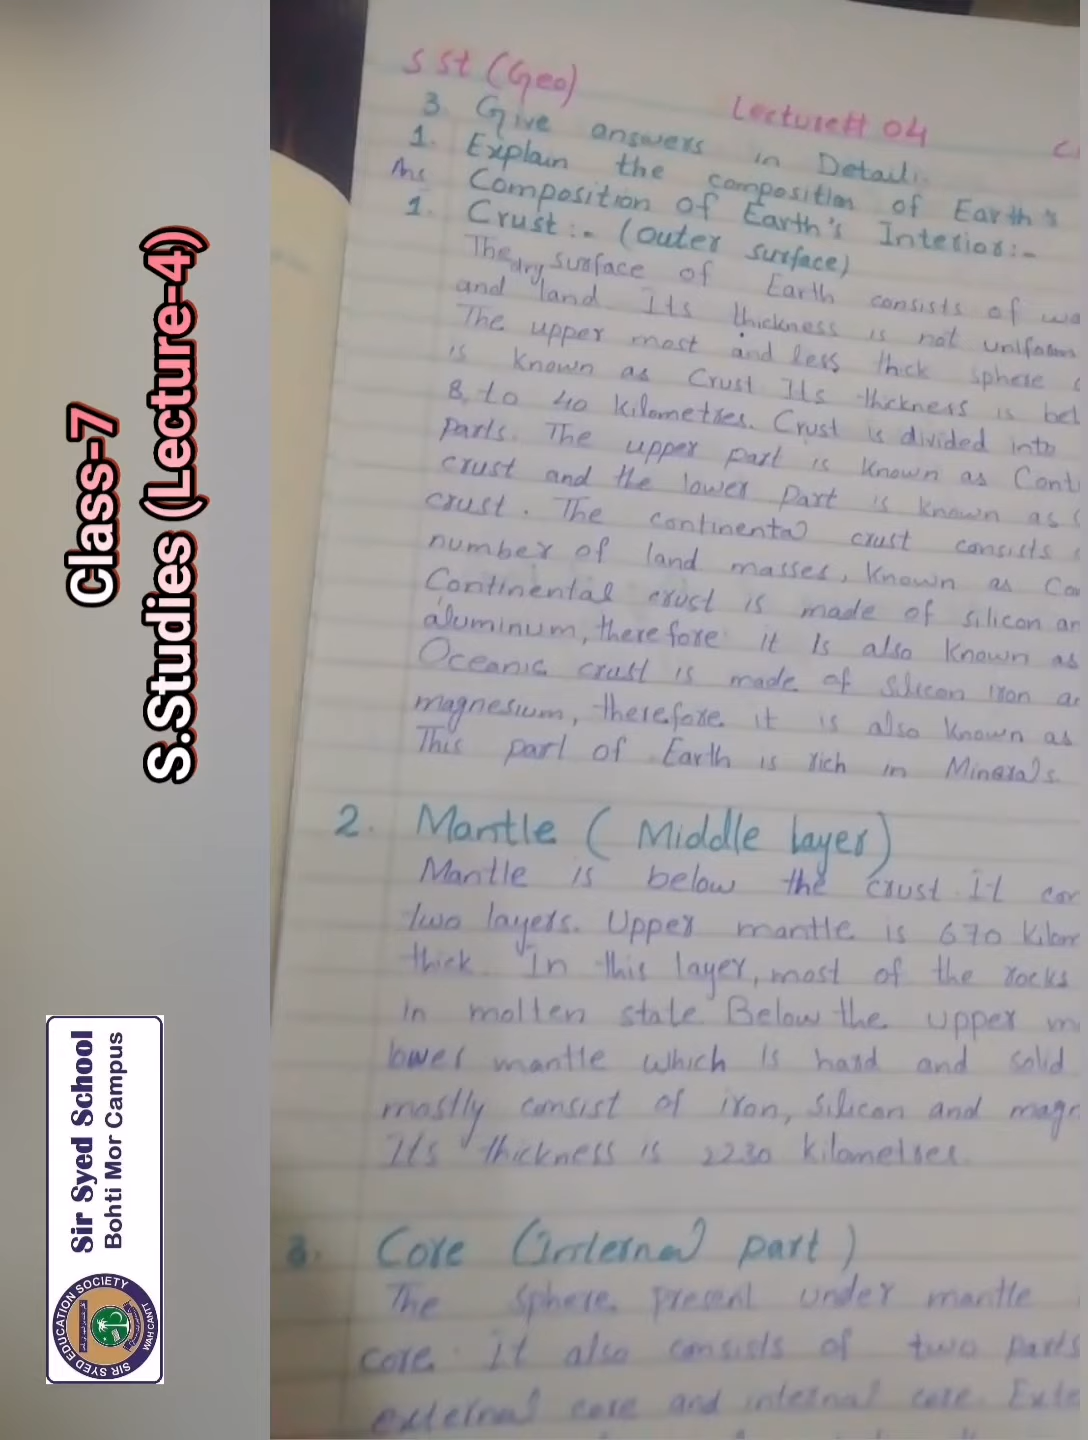 Class-7
S.Studies (Lecture-4)
Sir Syed School
Bohti Mor Campus
SIR SYED EDUCATION SOCIETY
WAH CANTT
S St (Geo)
Lecture# 04
3. Give answers in Detail:
1. Explain the composition of Earth's
Ans Composition of Earth's Interior:-
1. Crust:- (outer surface)
The dry surface of Earth consists of
and land Its thickness is not uniform
The upper most and less thick sphere
is known as Crust Its thickness is
8 to 40 kilometres. Crust is divided into
parts. The upper part is known as
crust and the lower part is known as
crust. The continental crust consists
number of land masses, known as
Continental crust is made of silicon
aluminum, therefore it is also known as
Oceanic crust is made of silicon iron
magnesium, therefore it is also known as
This part of Earth is rich in Minerals.
2. Mantle (Middle layer)
Mantle is below the crust It
two layers. Upper mantle is 670
thick. In this layer, most of the rocks
in molten state Below the upper
lower mantle which is hard and solid
mostly consist of iron, silicon and
Its thickness is 2230 kilometres.
3. Core (Internal part)
The sphere present under mantle
core. it also consists of two parts
external core and internal core.